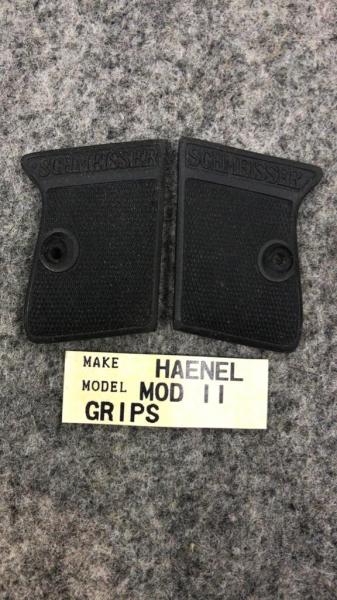 SCHMEISSER SCHMEISSER
MAKE HAENEL
MODEL MOD II
GRIPS